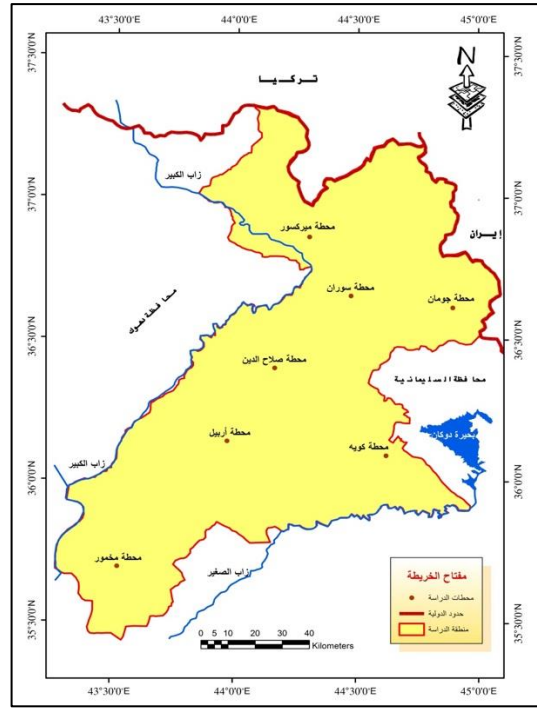 43°30'0"E 44°0'0"E 44°30'0"E 45°0'0"E
37°30'0"N 37°30'0"N
N
تركيا
زاب الكبير
37°0'0"N 37°0'0"N
إيران
محطة ميركسور
محطة سوران
محطة جومان
محافظة دهوك
36°30'0"N 36°30'0"N
محطة صلاح الدين
محافظة السليمانية
بحيرة دوكان
محطة أربيل
محطة كويه
زاب الكبير
36°0'0"N 36°0'0"N
محطة مخمور
زاب الصغير
مفتاح الخريطة
محطات الدراسة
حدود الدولية
منطقة الدراسة
35°30'0"N 35°30'0"N
0 5 10 20 30 40
Kilometers
43°30'0"E 44°0'0"E 44°30'0"E 45°0'0"E